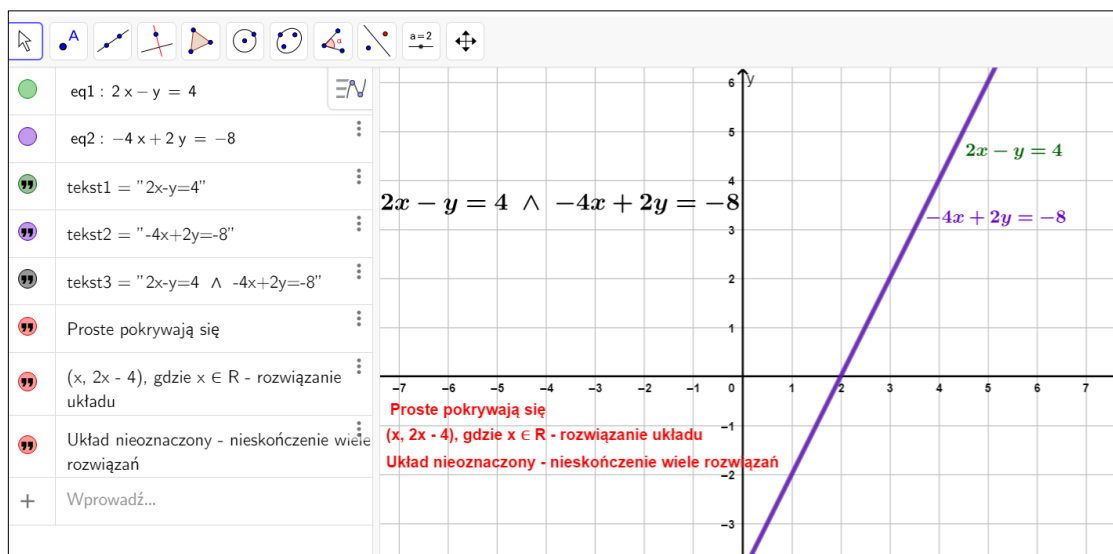 A
α
a = 2
eq1 : 2 x − y = 4
eq2 : −4 x + 2 y = −8
tekst1 = "2x-y=4"
tekst2 = "-4x+2y=-8"
tekst3 = "2x-y=4 ∧ -4x+2y=-8"
Proste pokrywają się
(x, 2x - 4), gdzie x ∈ R - rozwiązanie
układu
Układ nieoznaczony - nieskończenie wiele
rozwiązań
+ Wprowadź...
y
6
5
4
3
2
1
−1
−2
−3
−7 −6 −5 −4 −3 −2 −1 0 1 2 3 4 5 6 7
2x − y = 4
2x − y = 4 ∧ −4x + 2y = −8
−4x + 2y = −8
Proste pokrywają się
(x, 2x - 4), gdzie x ∈ R - rozwiązanie układu
Układ nieoznaczony - nieskończenie wiele rozwiązań